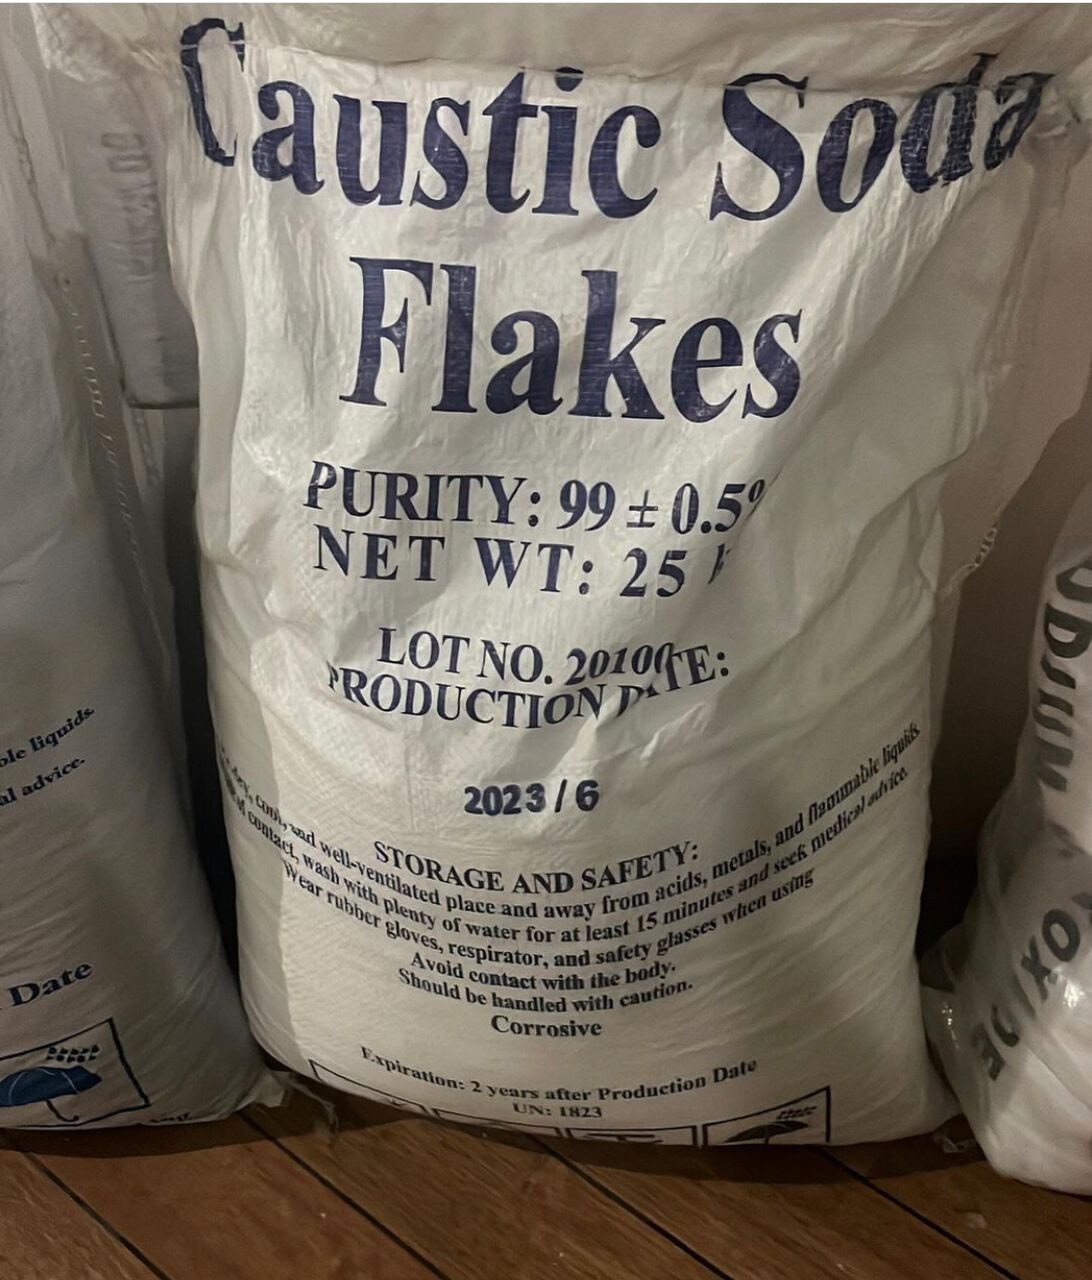 Caustic Soda
Flakes
PURITY: 99 ± 0.5%
NET WT: 25
LOT NO. 20100
PRODUCTION DATE:
2023/6
STORAGE AND SAFETY:
cool, and well-ventilated place and away from acids, metals, and flammable liquids.
contact, wash with plenty of water for at least 15 minutes and seek medical advice.
Wear rubber gloves, respirator, and safety glasses when using
Avoid contact with the body.
Should be handled with caution.
Corrosive
Expiration: 2 years after Production Date
UN: 1823
liquids.
advice.
Date